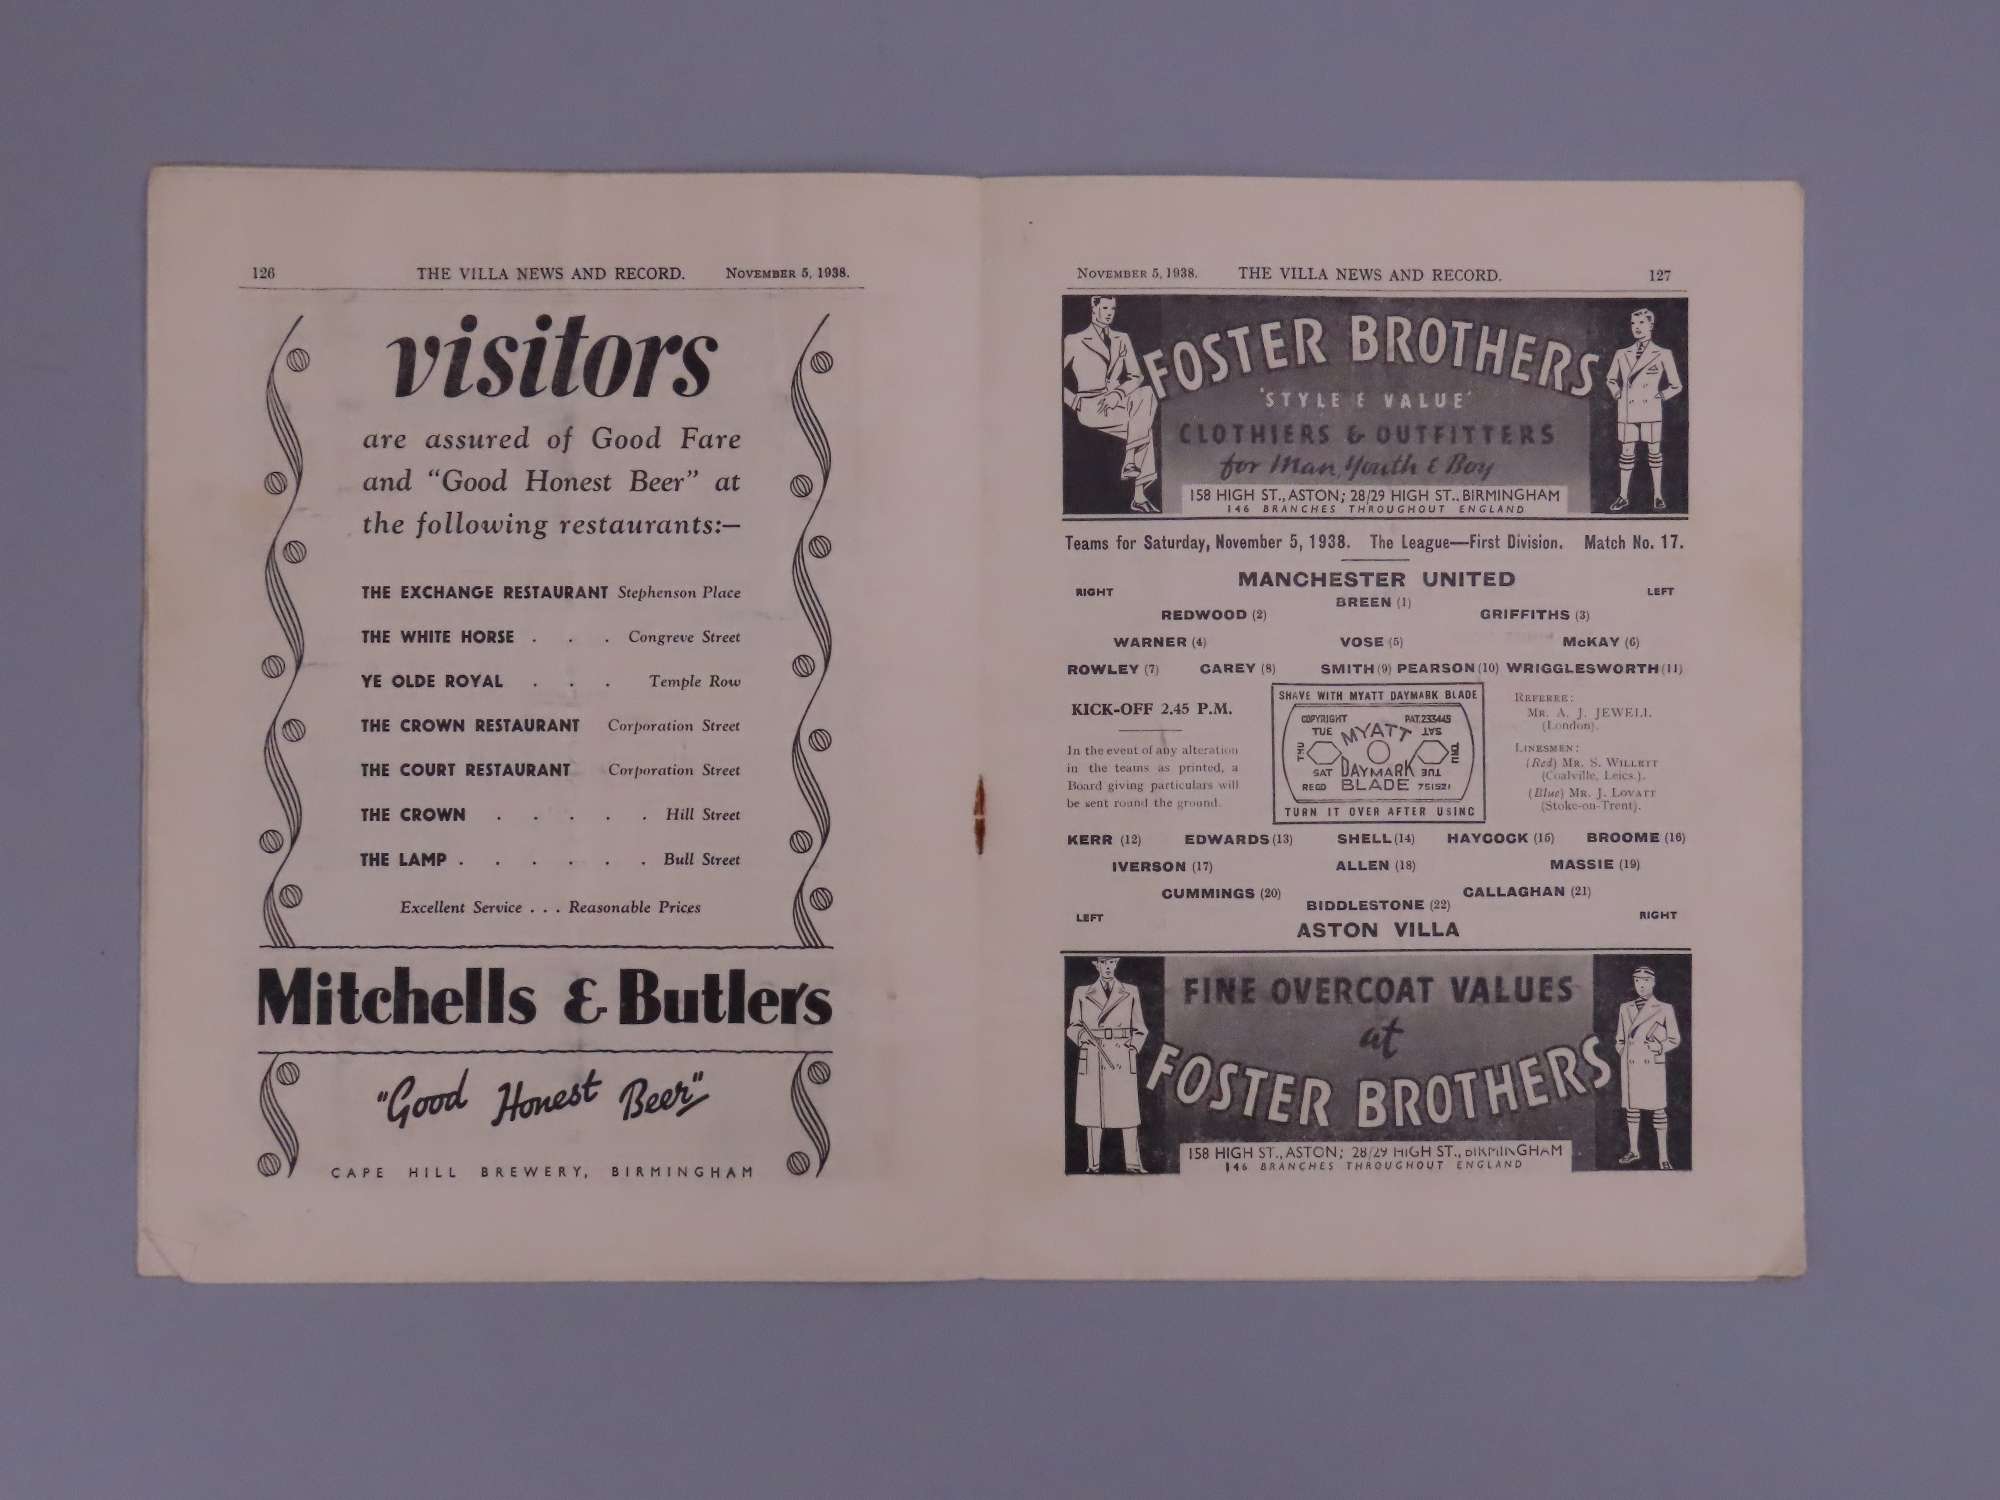 126 THE VILLA NEWS AND RECORD. NOVEMBER 5, 1938.
visitors
are assured of Good Fare
and "Good Honest Beer" at
the following restaurants:—
THE EXCHANGE RESTAURANT Stephenson Place
THE WHITE HORSE . . . Congreve Street
YE OLDE ROYAL . . . Temple Row
THE CROWN RESTAURANT Corporation Street
THE COURT RESTAURANT Corporation Street
THE CROWN . . . . . Hill Street
THE LAMP . . . . . . Bull Street
Excellent Service . . . Reasonable Prices
Mitchells & Butlers
"Good Honest Beer"
CAPE HILL BREWERY, BIRMINGHAM
NOVEMBER 5, 1938. THE VILLA NEWS AND RECORD. 127
FOSTER BROTHERS
'STYLE & VALUE'
CLOTHIERS & OUTFITTERS
for Man, Youth & Boy
158 HIGH ST., ASTON; 28/29 HIGH ST., BIRMINGHAM
146 BRANCHES THROUGHOUT ENGLAND
Teams for Saturday, November 5, 1938. The League—First Division. Match No. 17.
MANCHESTER UNITED
RIGHT LEFT
BREEN (1)
REDWOOD (2) GRIFFITHS (3)
WARNER (4) VOSE (5) McKAY (6)
ROWLEY (7) CAREY (8) SMITH (9) PEARSON (10) WRIGGLESWORTH (11)
KICK-OFF 2.45 P.M.
In the event of any alteration
in the teams as printed, a
Board giving particulars will
be sent round the ground.
SHAVE WITH MYATT DAYMARK BLADE
COPYRIGHT PAT.233445
TUE MYATT SAT
THU THU
SAT DAYMARK TUE
REGD BLADE 751521
TURN IT OVER AFTER USING
REFEREE:
MR. A. J. JEWELL.
(London).
LINESMEN:
(Red) MR. S. WILLETT
(Coalville, Leics.).
(Blue) MR. J. LOVATT
(Stoke-on-Trent).
KERR (12) EDWARDS (13) SHELL (14) HAYCOCK (15) BROOME (16)
IVERSON (17) ALLEN (18) MASSIE (19)
CUMMINGS (20) CALLAGHAN (21)
BIDDLESTONE (22)
LEFT RIGHT
ASTON VILLA
FINE OVERCOAT VALUES
at
FOSTER BROTHERS
158 HIGH ST., ASTON; 28/29 HIGH ST., BIRMINGHAM
146 BRANCHES THROUGHOUT ENGLAND